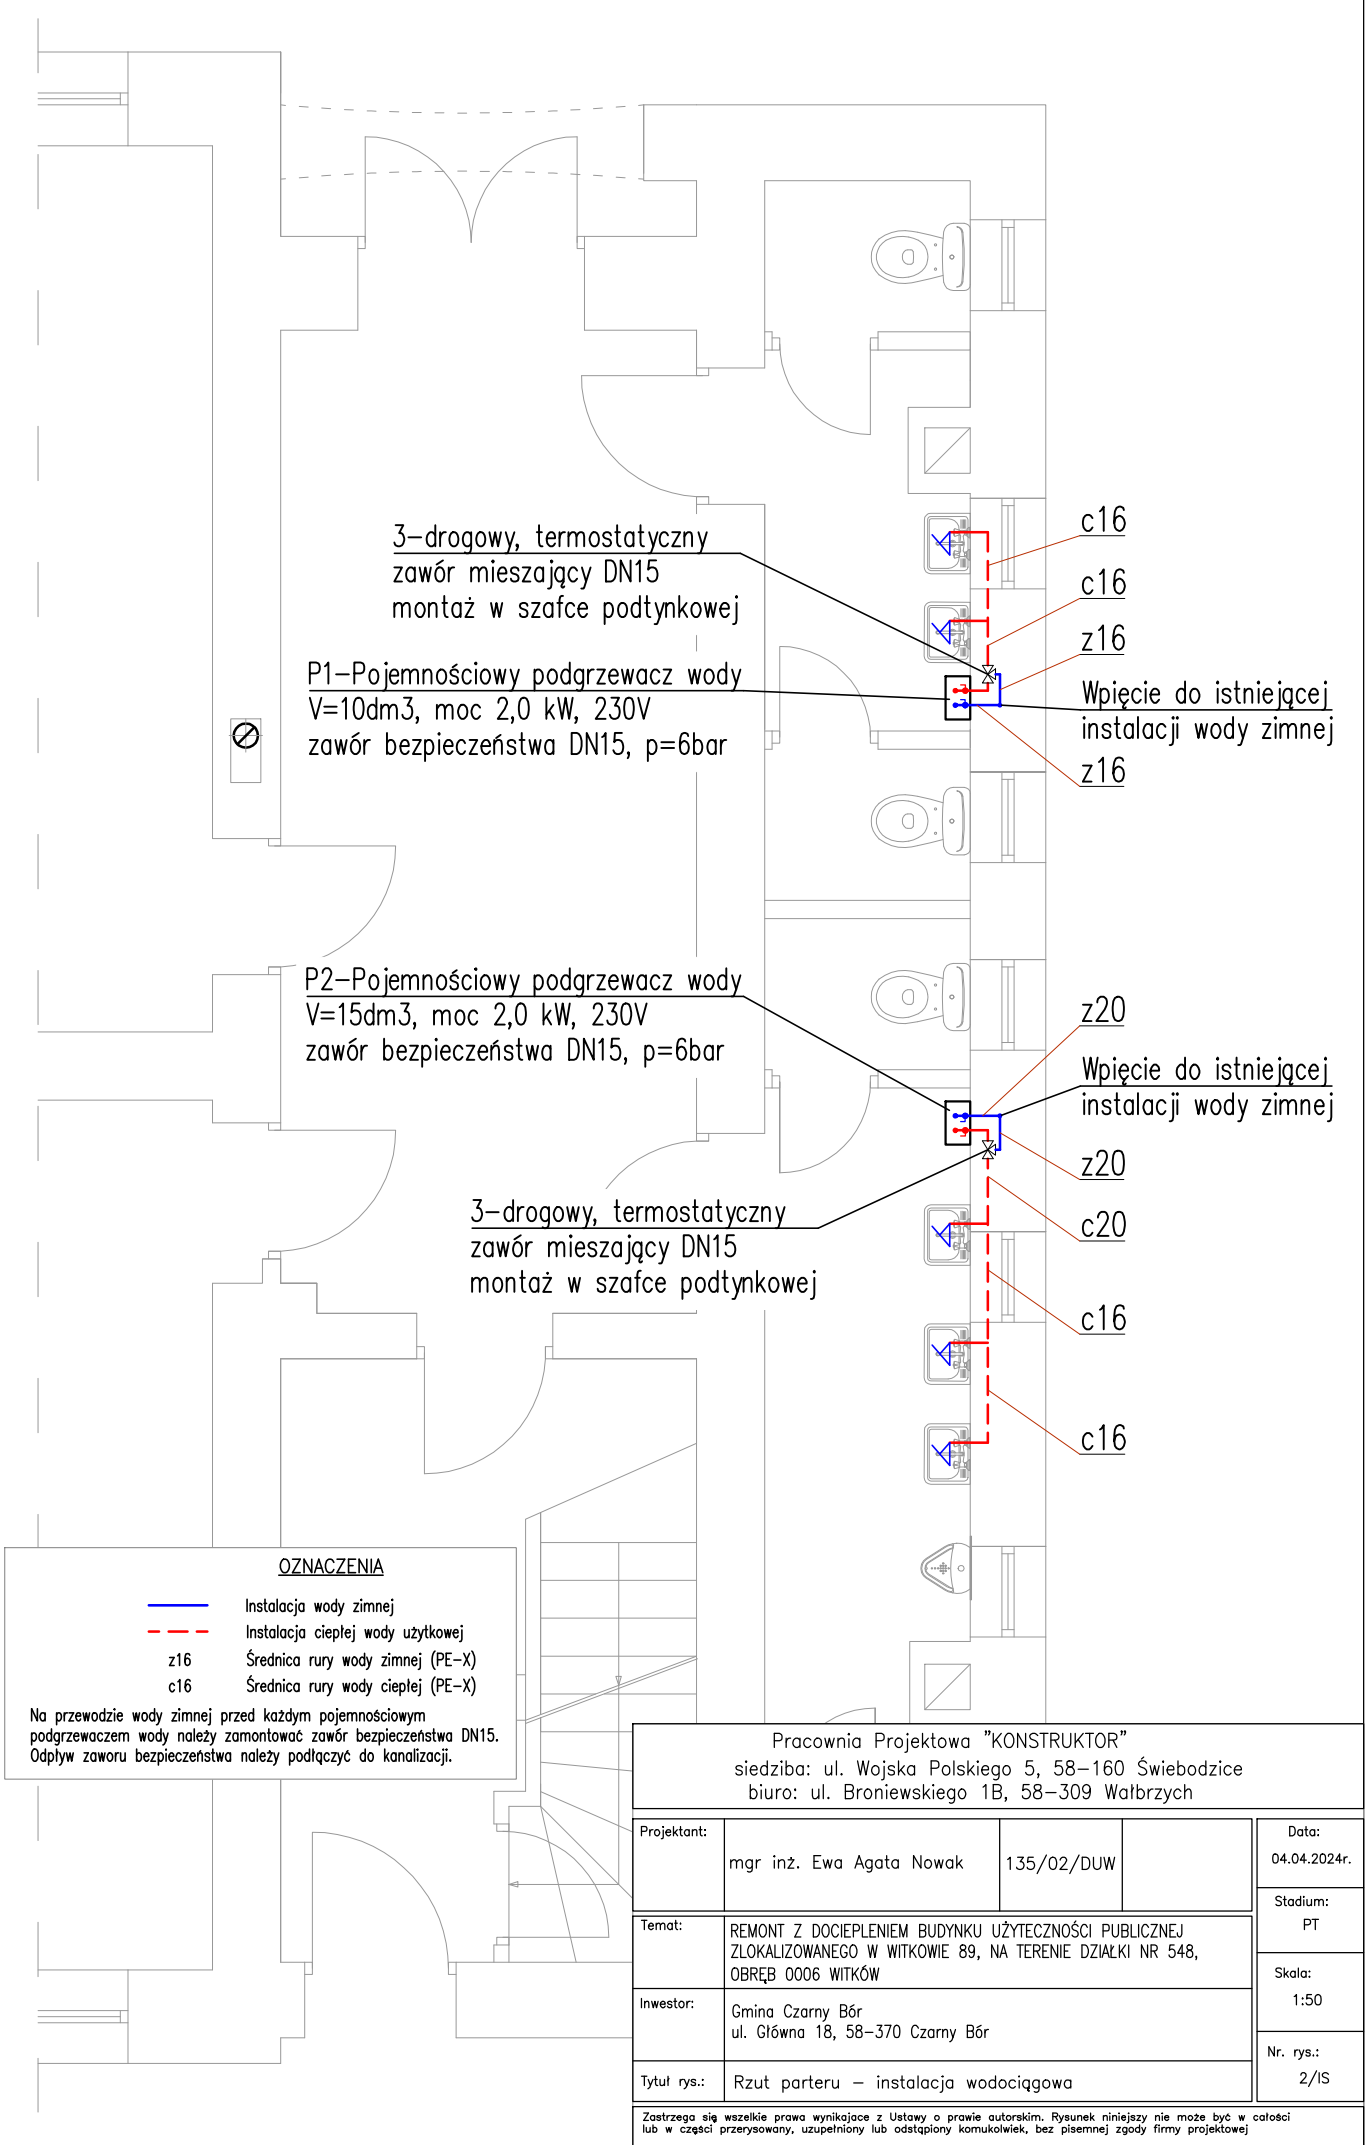 3-drogowy, termostatyczny
zawór mieszający DN15
montaż w szafce podtynkowej
c16
c16
z16
P1-Pojemnościowy podgrzewacz wody
V=10dm3, moc 2,0 kW, 230V
zawór bezpieczeństwa DN15, p=6bar
Wpięcie do istniejącej
instalacji wody zimnej
z16
P2-Pojemnościowy podgrzewacz wody
V=15dm3, moc 2,0 kW, 230V
zawór bezpieczeństwa DN15, p=6bar
z20
Wpięcie do istniejącej
instalacji wody zimnej
z20
3-drogowy, termostatyczny
zawór mieszający DN15
montaż w szafce podtynkowej
c20
c16
c16
OZNACZENIA
Instalacja wody zimnej
Instalacja ciepłej wody użytkowej
z16 Średnica rury wody zimnej (PE-X)
c16 Średnica rury wody ciepłej (PE-X)
Na przewodzie wody zimnej przed każdym pojemnościowym
podgrzewaczem wody należy zamontować zawór bezpieczeństwa DN15.
Odpływ zaworu bezpieczeństwa należy podłączyć do kanalizacji.
Pracownia Projektowa "KONSTRUKTOR"
siedziba: ul. Wojska Polskiego 5, 58-160 Świebodzice
biuro: ul. Broniewskiego 1B, 58-309 Wałbrzych
Projektant:
mgr inż. Ewa Agata Nowak
135/02/DUW
Data:
04.04.2024r.
Stadium:
PT
Temat:
REMONT Z DOCIEPLENIEM BUDYNKU UŻYTECZNOŚCI PUBLICZNEJ
ZLOKALIZOWANEGO W WITKOWIE 89, NA TERENIE DZIAŁKI NR 548,
OBRĘB 0006 WITKÓW
Skala:
1:50
Inwestor:
Gmina Czarny Bór
ul. Główna 18, 58-370 Czarny Bór
Nr. rys.:
2/IS
Tytuł rys.:
Rzut parteru - instalacja wodociągowa
Zastrzega się wszelkie prawa wynikajace z Ustawy o prawie autorskim. Rysunek niniejszy nie może być w całości
lub w części przerysowany, uzupełniony lub odstąpiony komukolwiek, bez pisemnej zgody firmy projektowej